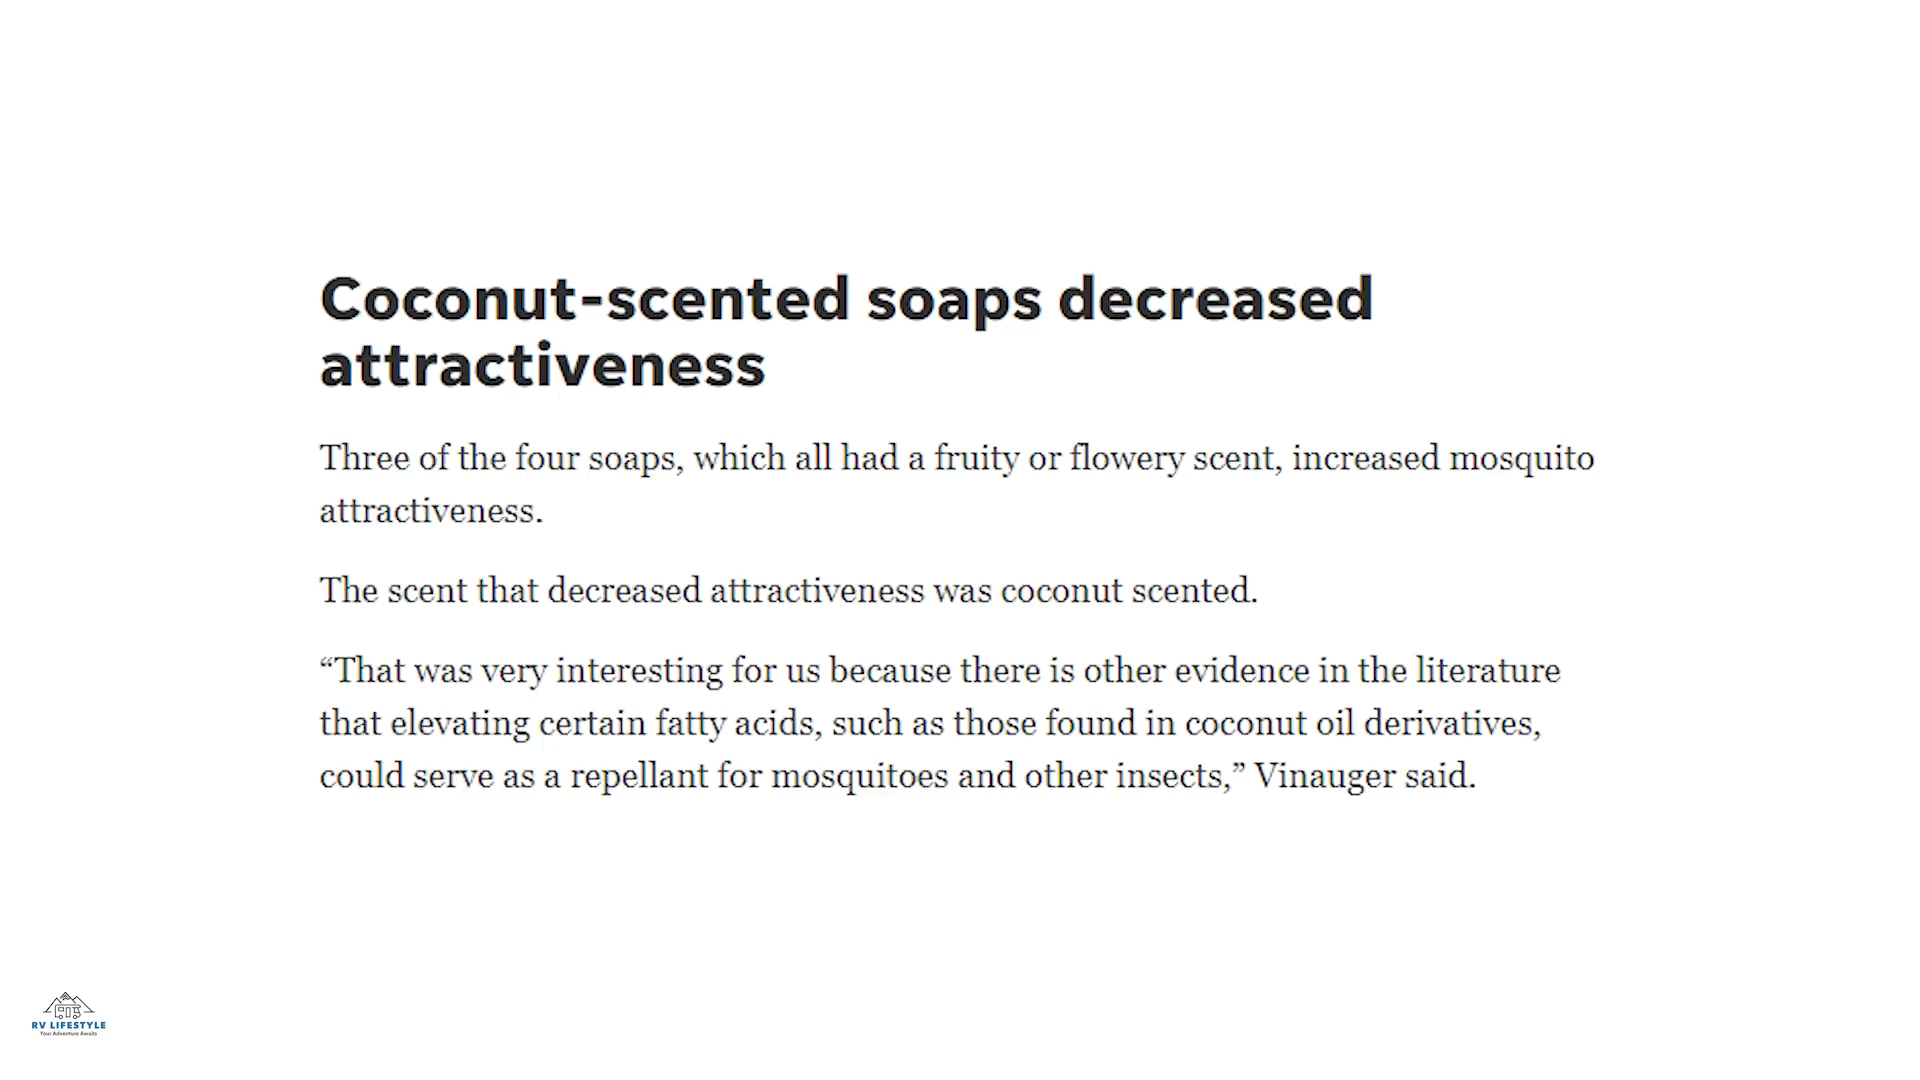 Coconut-scented soaps decreased
attractiveness
Three of the four soaps, which all had a fruity or flowery scent, increased mosquito
attractiveness.
The scent that decreased attractiveness was coconut scented.
“That was very interesting for us because there is other evidence in the literature
that elevating certain fatty acids, such as those found in coconut oil derivatives,
could serve as a repellant for mosquitoes and other insects,” Vinauger said.
RV LIFESTYLE
Your Adventure Awaits